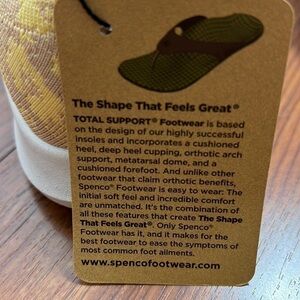 The Shape That Feels Great®
TOTAL SUPPORT® Footwear is based
on the design of our highly successful
insoles and incorporates a cushioned
heel, deep heel cupping, orthotic arch
support, metatarsal dome, and a
cushioned forefoot. And unlike other
footwear that claim orthotic benefits,
Spenco® Footwear is easy to wear. The
initial soft feel and incredible comfort
are unmatched. It's the combination of
all these features that create The Shape
That Feels Great®. Only Spenco®
Footwear has it, and it makes for the
best footwear to ease the symptoms of
most common foot ailments.
www.spencofootwear.com